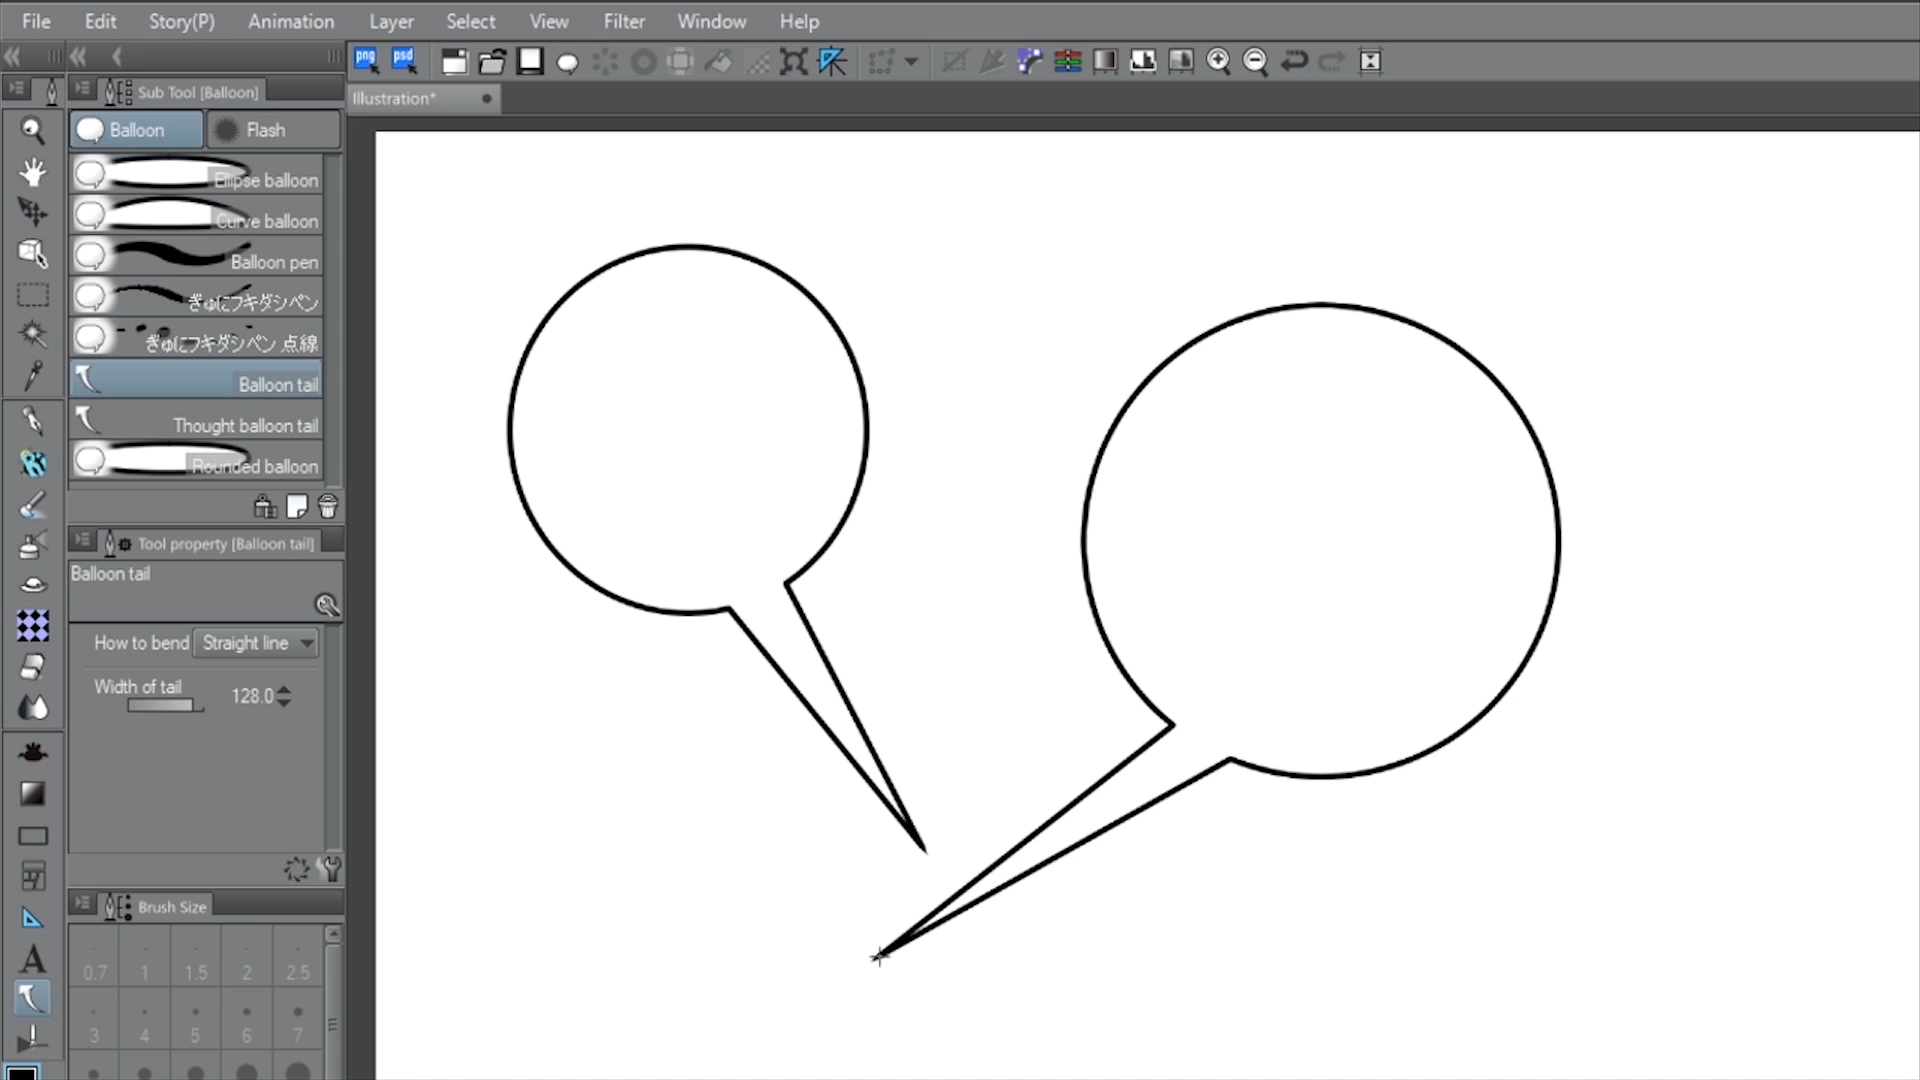 File Edit Story(P) Animation Layer Select View Filter Window Help
png psd
Illustration*
Sub Tool [Balloon]
Balloon Flash
Ellipse balloon
Curve balloon
Balloon pen
ぎゅにフキダシペン
ぎゅにフキダシペン 点線
Balloon tail
Thought balloon tail
Rounded balloon
Tool property [Balloon tail]
Balloon tail
How to bend Straight line
Width of tail 128.0
Brush Size
0.7 1 1.5 2 2.5
3 4 5 6 7
A